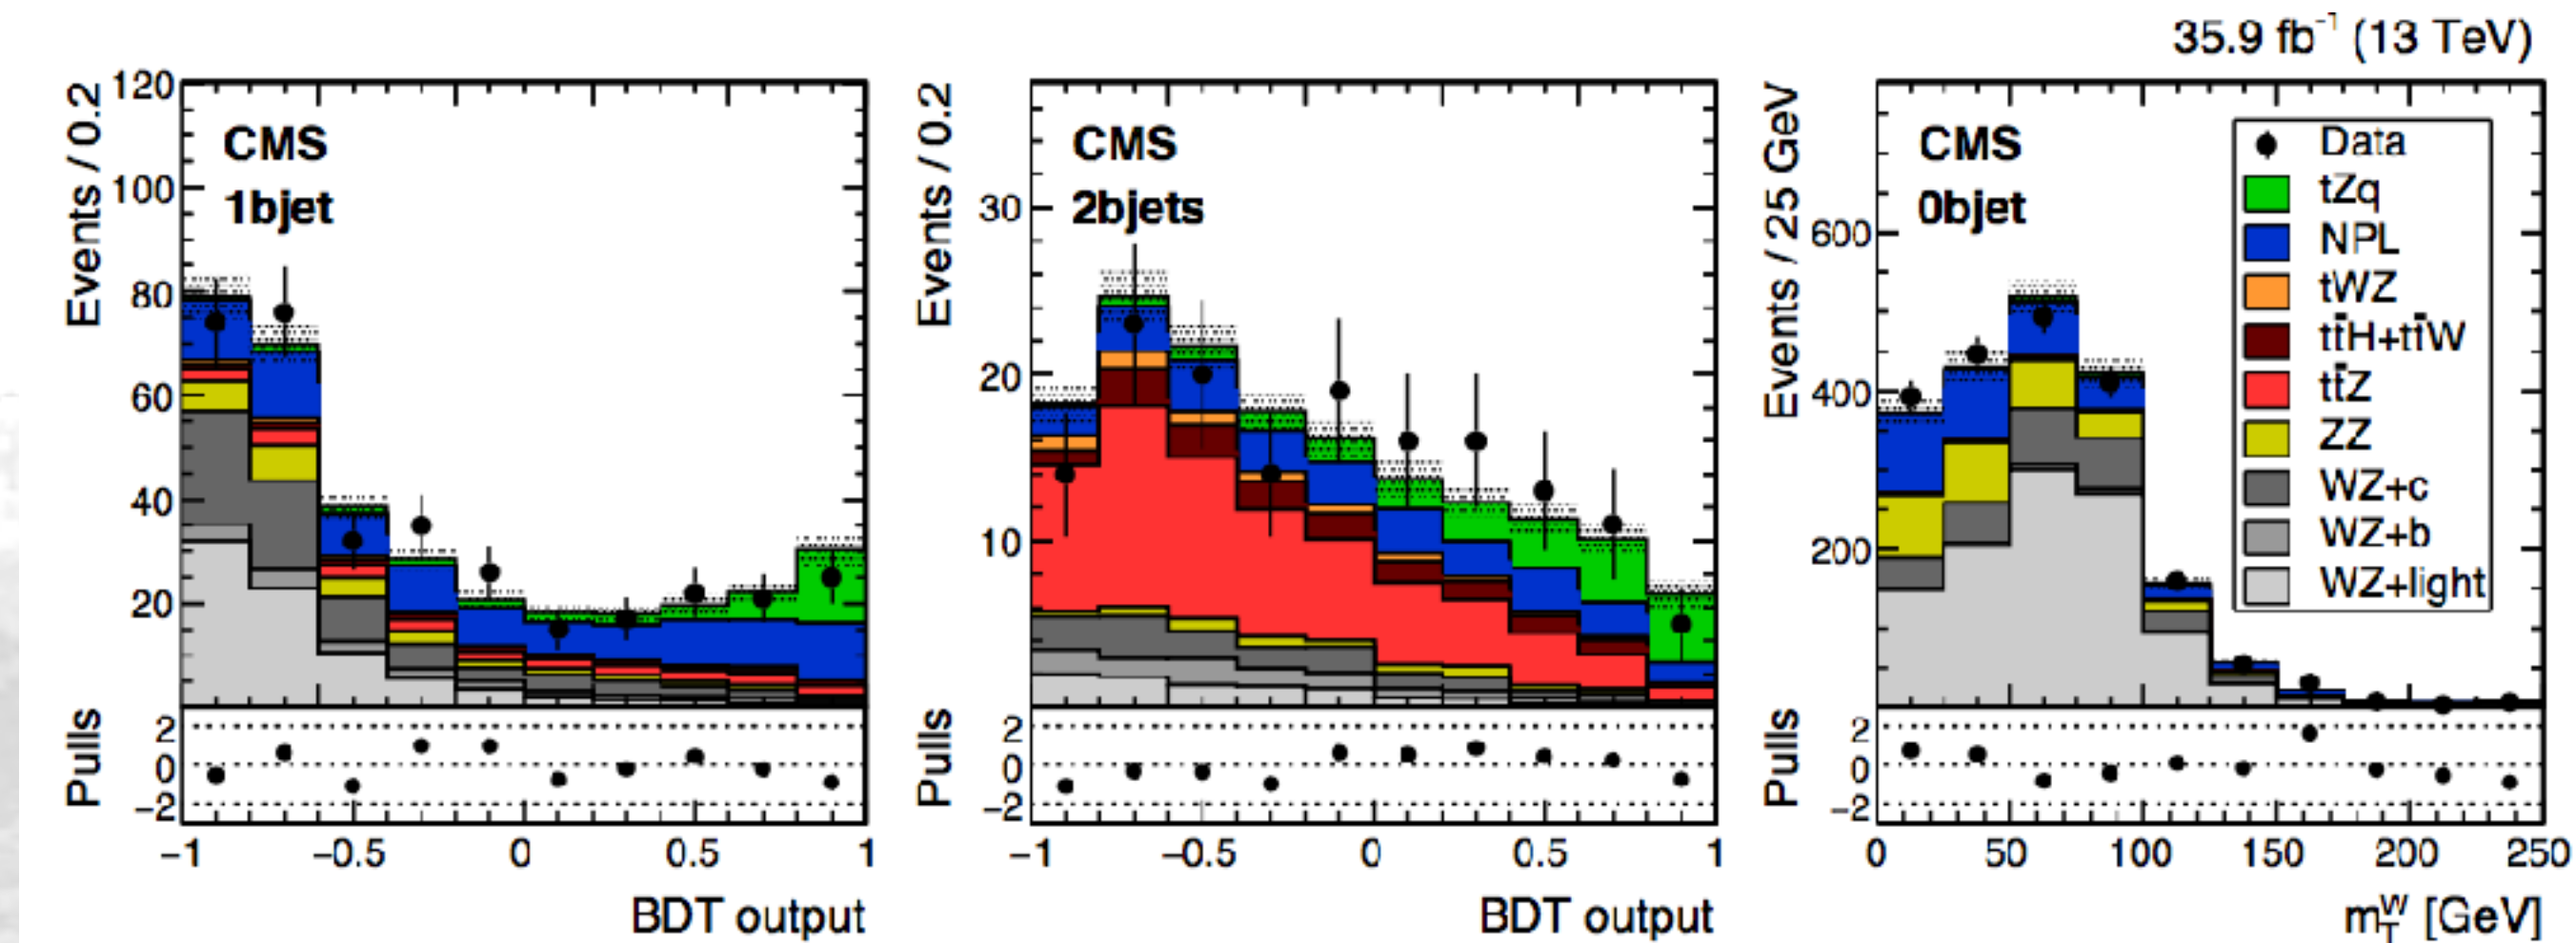 35.9 fb⁻¹ (13 TeV)
Events / 0.2
120
100
80
60
40
20
CMS
1bjet
Pulls
2
0
−2
−1
−0.5
0
0.5
1
BDT output
Events / 0.2
30
20
10
CMS
2bjets
Pulls
2
0
−2
−1
−0.5
0
0.5
1
BDT output
Events / 25 GeV
600
400
200
CMS
0bjet
Data
tZq
NPL
tWZ
tt̄H+tt̄W
tt̄Z
ZZ
WZ+c
WZ+b
WZ+light
Pulls
2
0
−2
0
50
100
150
200
250
m_T^W [GeV]